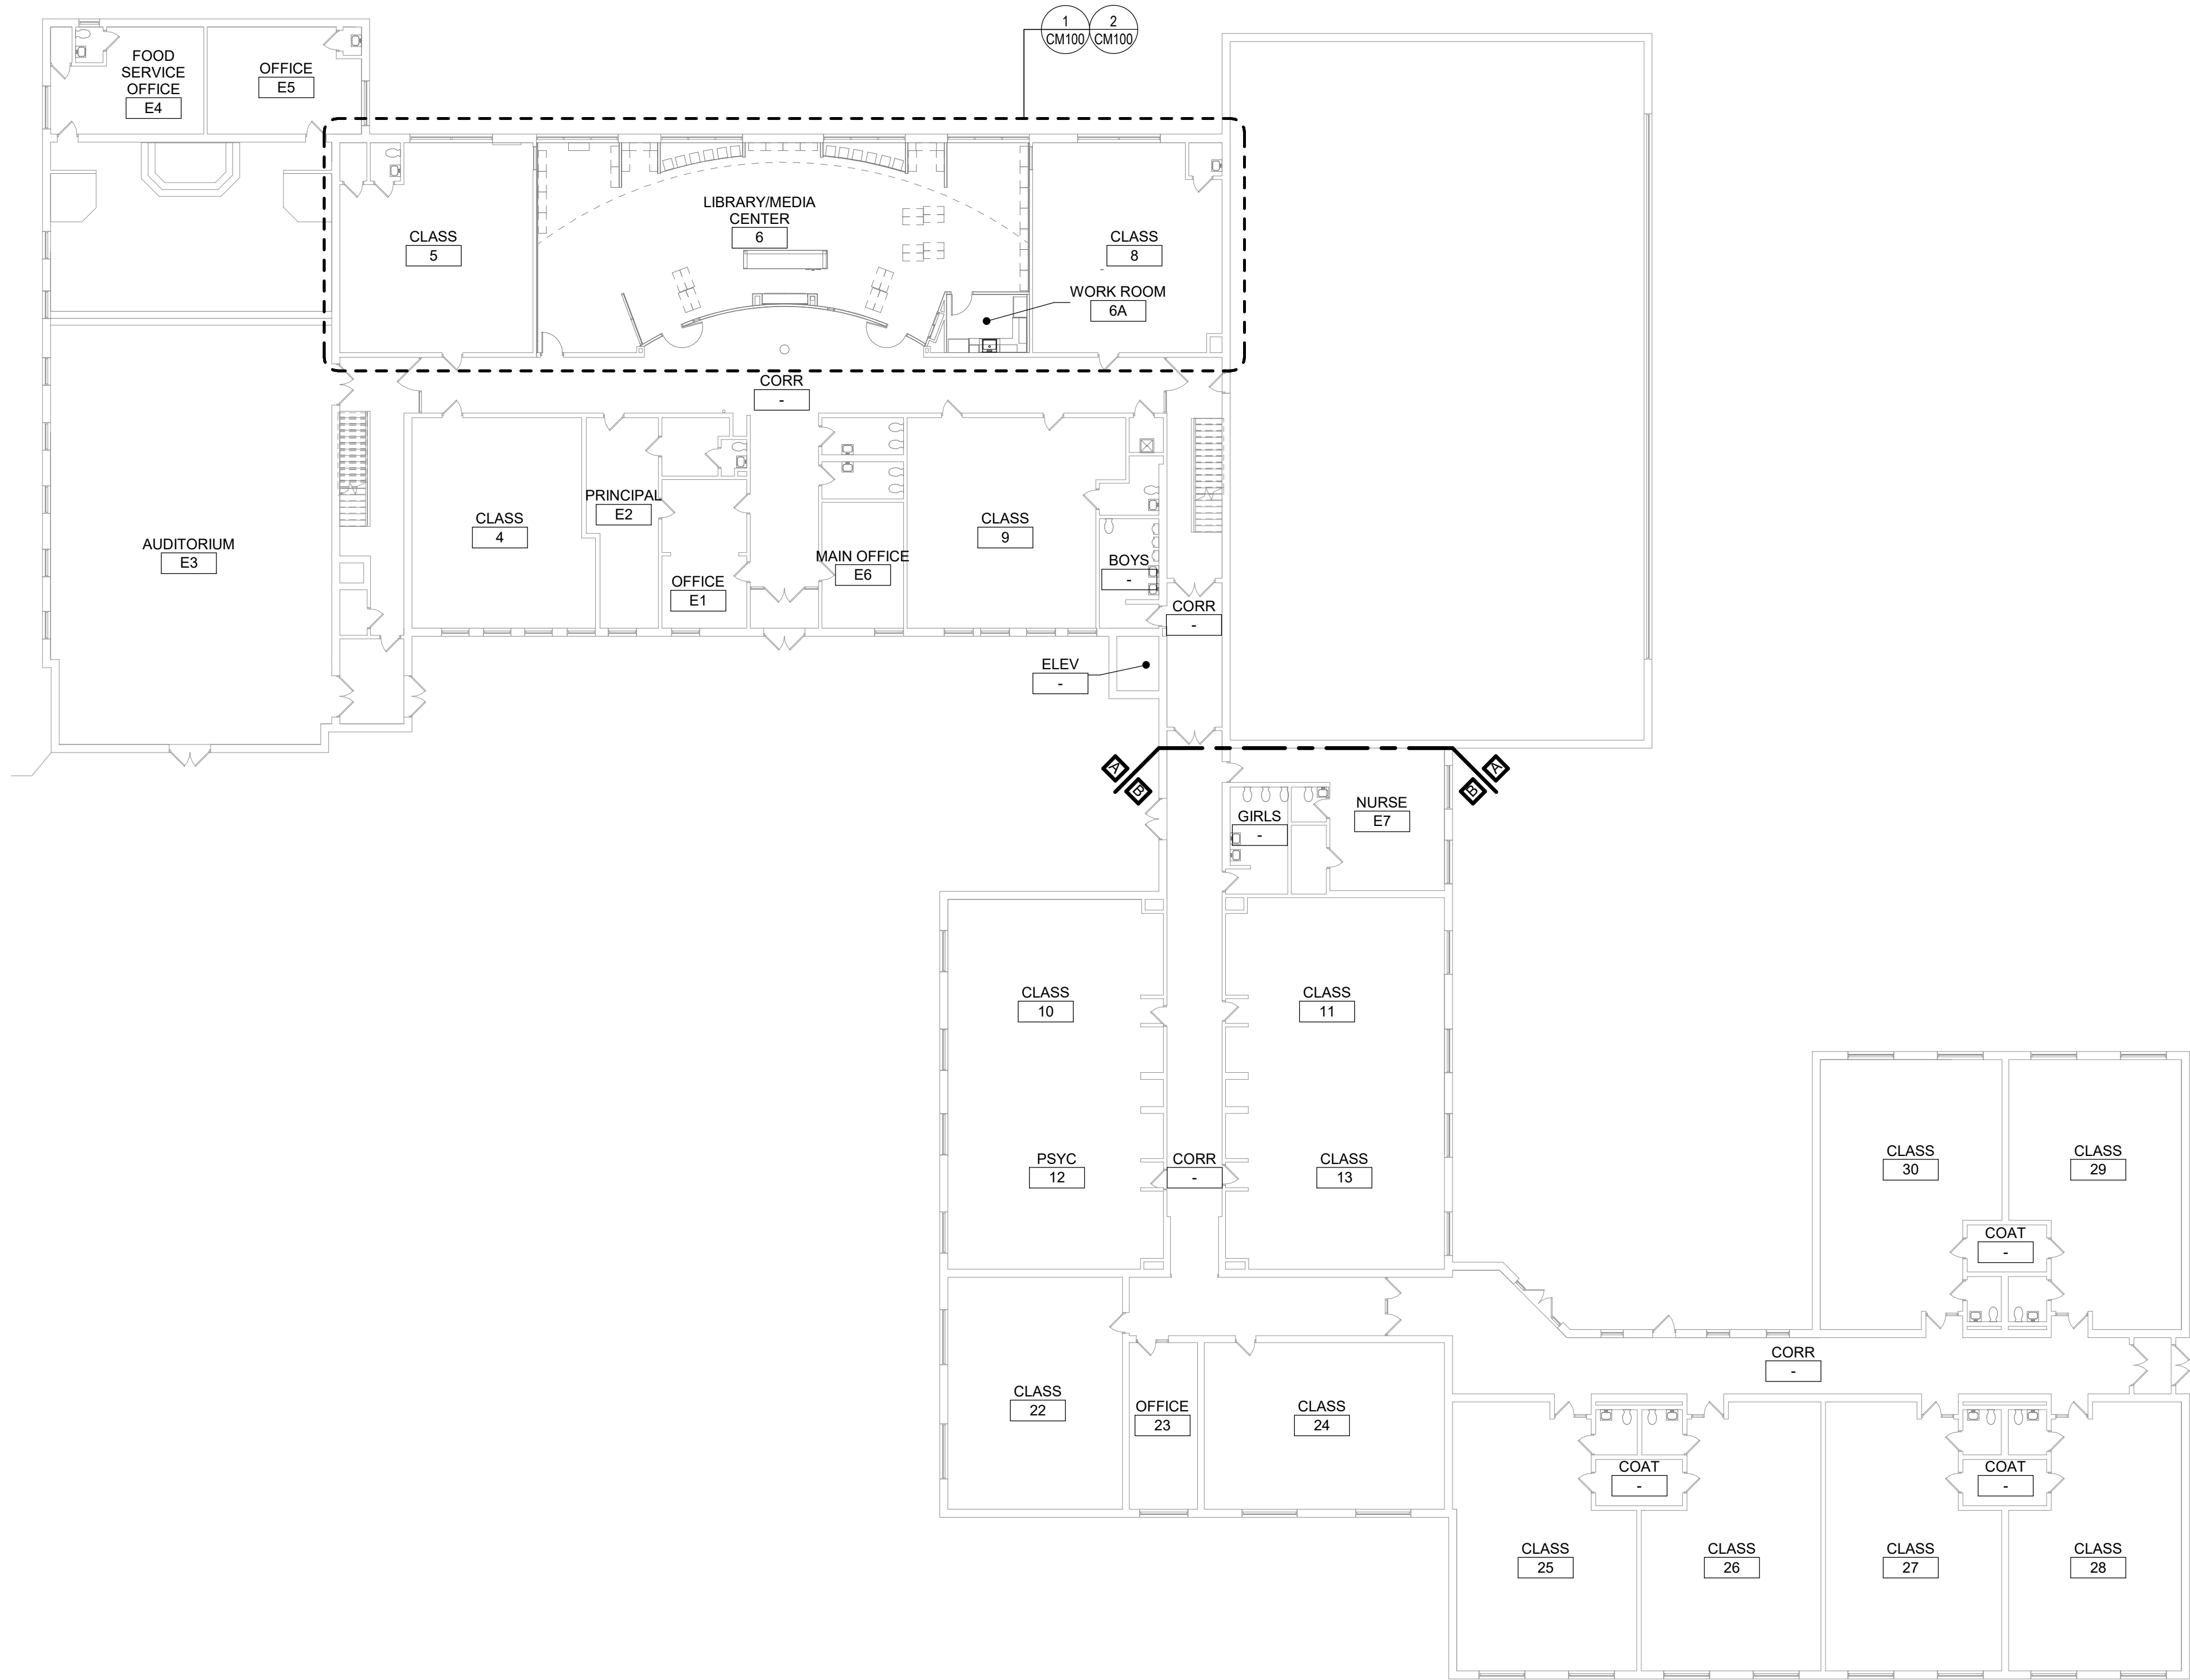 1
CM100
2
CM100
FOOD
SERVICE
OFFICE
E4
OFFICE
E5
LIBRARY/MEDIA
CENTER
6
CLASS
5
CLASS
8
WORK ROOM
6A
CORR
-
PRINCIPAL
E2
CLASS
4
CLASS
9
AUDITORIUM
E3
MAIN OFFICE
E6
BOYS
-
OFFICE
E1
CORR
-
ELEV
-
A
B
A
B
NURSE
E7
GIRLS
-
CLASS
10
CLASS
11
PSYC
12
CORR
-
CLASS
13
CLASS
30
CLASS
29
COAT
-
CORR
-
CLASS
22
OFFICE
23
CLASS
24
COAT
-
COAT
-
CLASS
25
CLASS
26
CLASS
27
CLASS
28